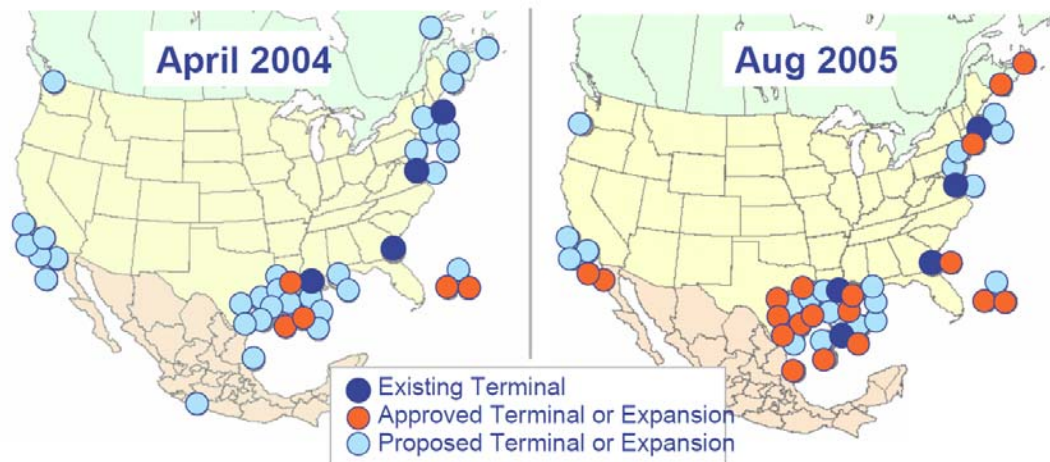 April 2004
Aug 2005
Existing Terminal
Approved Terminal or Expansion
Proposed Terminal or Expansion